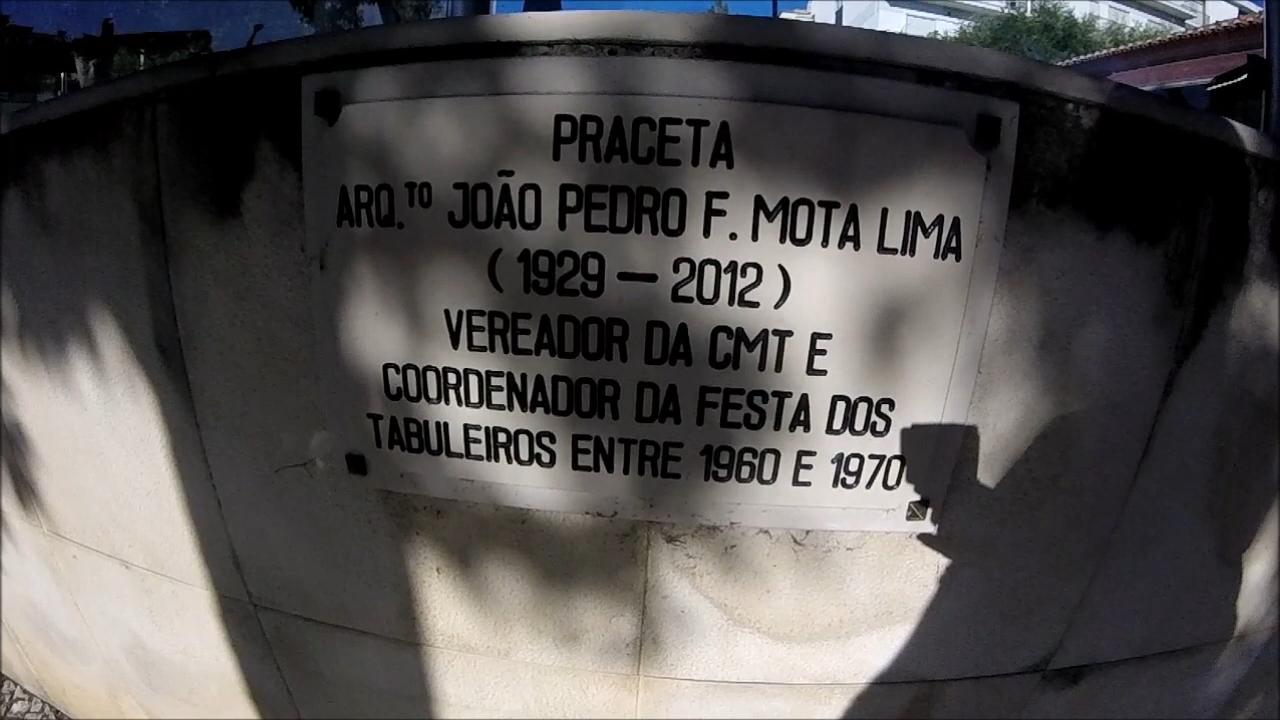 PRACETA
ARQ.TO JOÃO PEDRO F. MOTA LIMA
( 1929 — 2012 )
VEREADOR DA CMT E
COORDENADOR DA FESTA DOS
TABULEIROS ENTRE 1960 E 1970